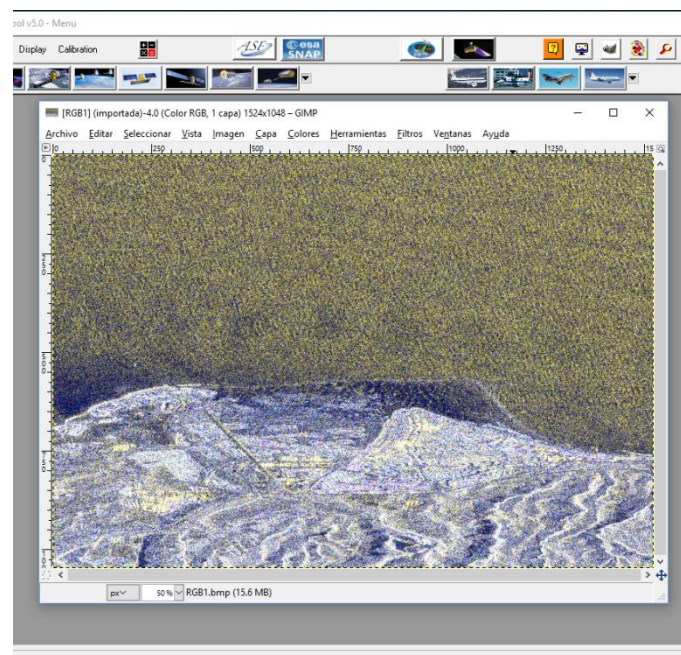 ool v5.0 - Menu
Display Calibration ASF esa
SNAP
[RGB1] (importada)-4.0 (Color RGB, 1 capa) 1524x1048 – GIMP
Archivo Editar Seleccionar Vista Imagen Capa Colores Herramientas Filtros Ventanas Ayuda
0 250 500 750 1000 1250 15
px 50 % RGB1.bmp (15.6 MB)